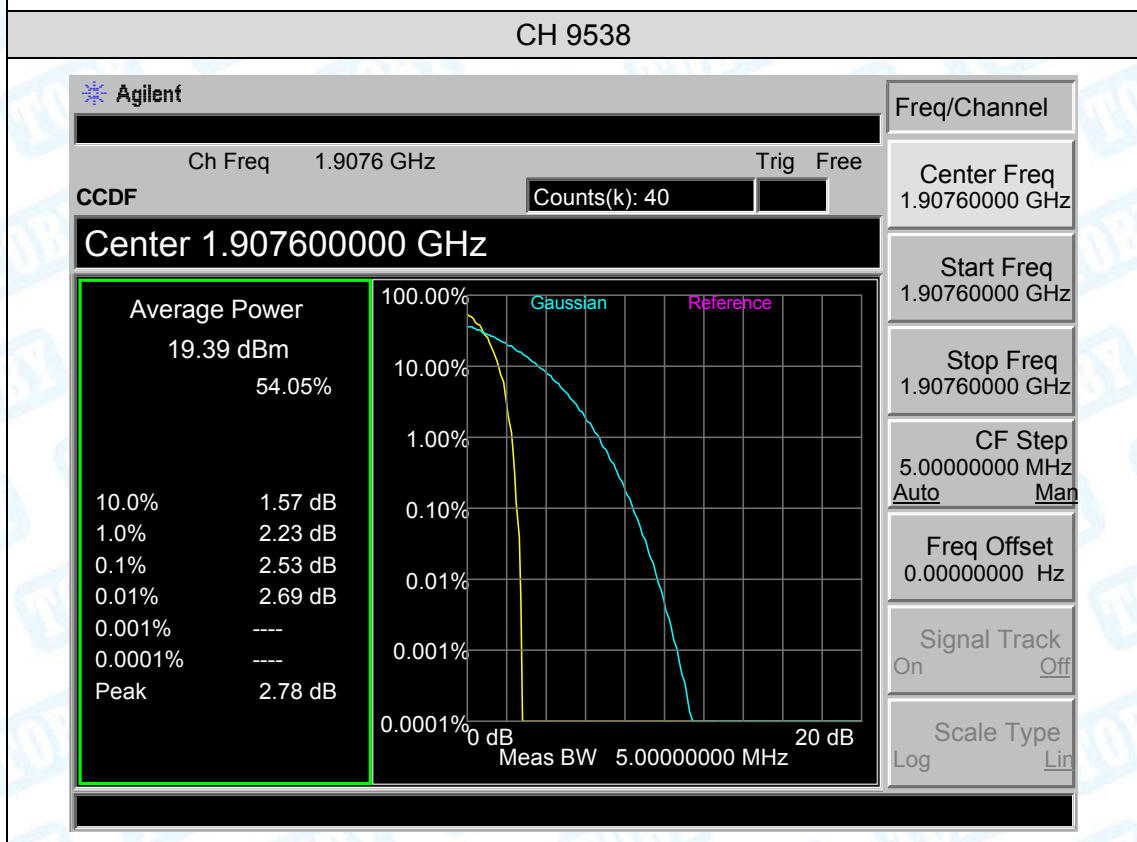 CH 9538
Agilent
Freq/Channel
Ch Freq 1.9076 GHz Trig Free
CCDF Counts(k): 40
Center 1.907600000 GHz
Average Power
19.39 dBm
54.05%
10.0% 1.57 dB
1.0% 2.23 dB
0.1% 2.53 dB
0.01% 2.69 dB
0.001% ----
0.0001% ----
Peak 2.78 dB
Gaussian Reference
100.00%
10.00%
1.00%
0.10%
0.01%
0.001%
0.0001%
0 dB 20 dB
Meas BW 5.00000000 MHz
Center Freq
1.90760000 GHz
Start Freq
1.90760000 GHz
Stop Freq
1.90760000 GHz
CF Step
5.00000000 MHz
Auto Man
Freq Offset
0.00000000 Hz
Signal Track
On Off
Scale Type
Log Lin